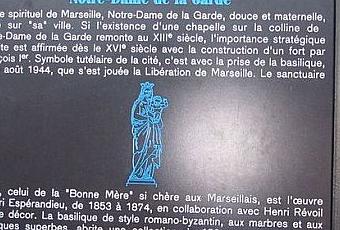 Notre-Dame de la Garde
spirituel de Marseille, Notre-Dame de la Garde, douce et maternelle,
sur "sa" ville. Si l'existence d'une chapelle sur la colline de
e-Dame de la Garde remonte au XIIIe siècle, l'importance stratégique
te est affirmée dès le XVIe siècle avec la construction d'un fort par
çois Ier. Symbole tutélaire de la cité, c'est avec la prise de la basilique,
août 1944, que s'est jouée la Libération de Marseille. Le sanctuaire
, celui de la "Bonne Mère" si chère aux Marseillais, est l'œuvre
ri Espérandieu, de 1853 à 1874, en collaboration avec Henri Révoil
e décor. La basilique de style romano-byzantin, aux marbres et aux
ques superbes, abrite une